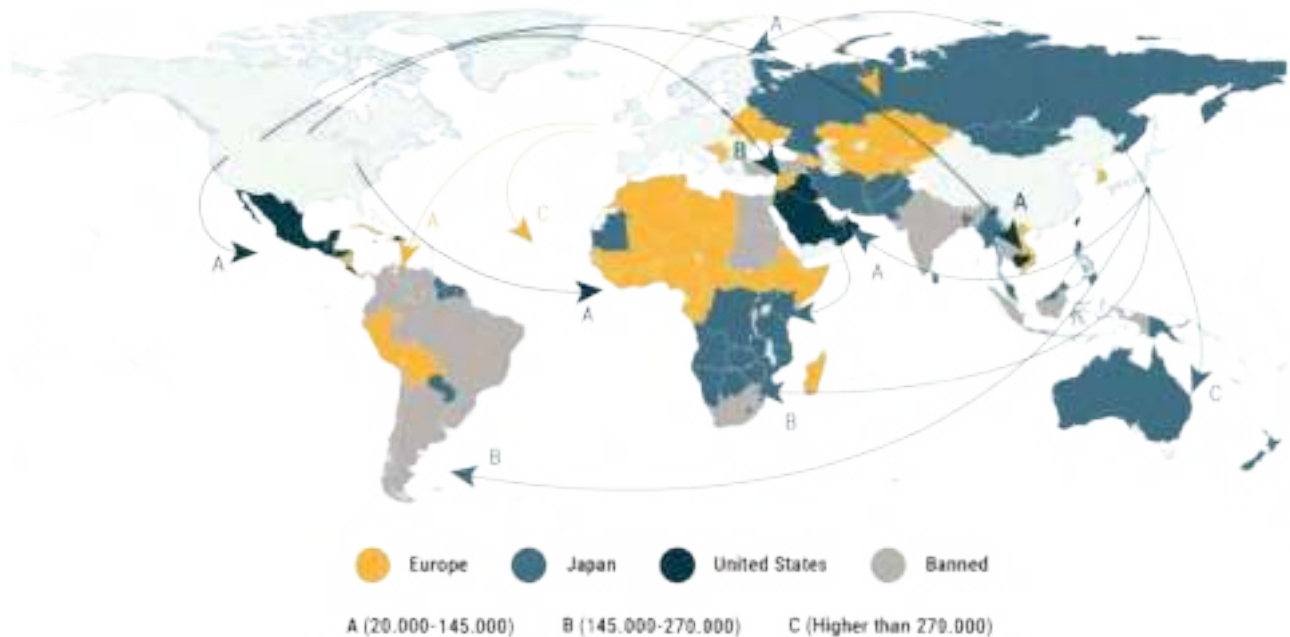 A
B
A
A
C
A
A
A
B
C
B
Europe
Japan
United States
Banned
A (20.000-145.000)
B (145.000-270.000)
C (Higher than 270.000)